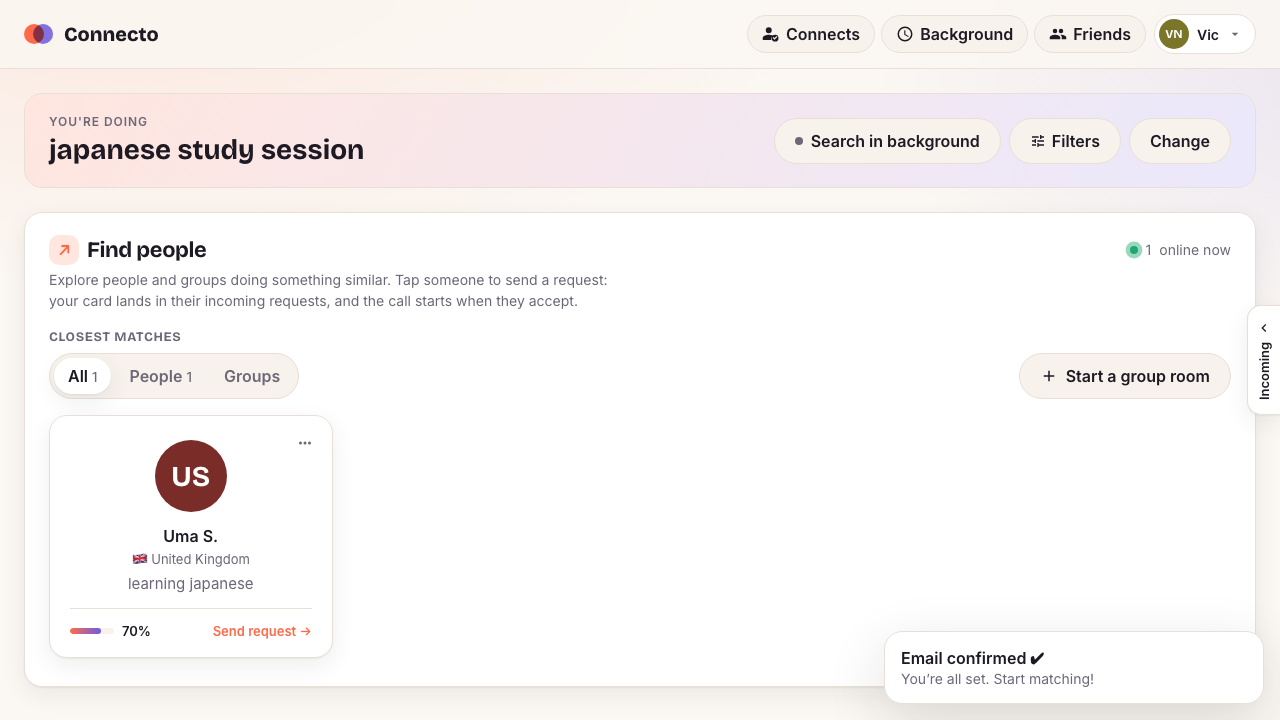 Connecto
Connects
Background
Friends
VN
Vic
YOU'RE DOING
japanese study session
Search in background
Filters
Change
Find people
1 online now
Explore people and groups doing something similar. Tap someone to send a request:
your card lands in their incoming requests, and the call starts when they accept.
CLOSEST MATCHES
All 1
People 1
Groups
Start a group room
Incoming
US
Uma S.
🇬🇧 United Kingdom
learning japanese
70%
Send request →
Email confirmed ✔
You're all set. Start matching!